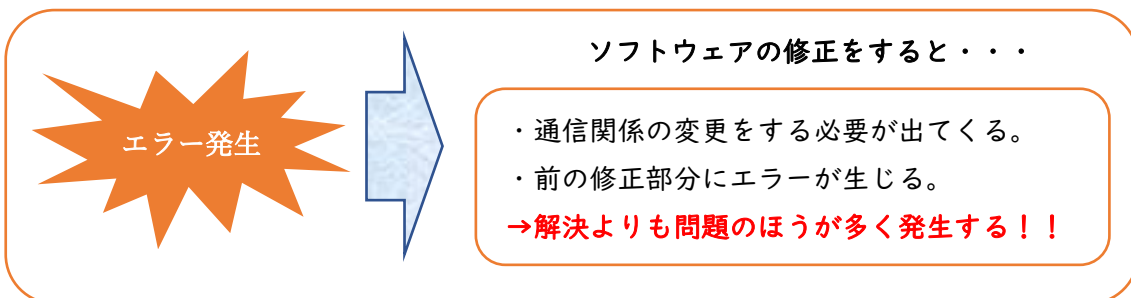 エラー発生
ソフトウェアの修正をすると・・・
・通信関係の変更をする必要が出てくる。
・前の修正部分にエラーが生じる。
→解決よりも問題のほうが多く発生する！！